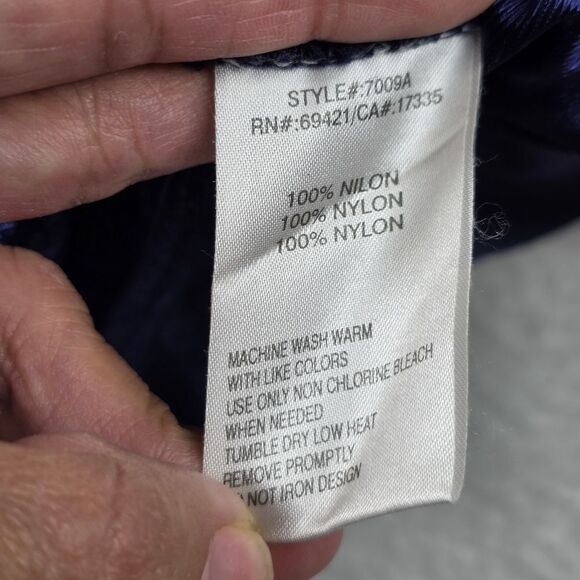 STYLE#:7009A
RN#:69421/CA#:17335
100% NILON
100% NYLON
100% NYLON
MACHINE WASH WARM
WITH LIKE COLORS
USE ONLY NON CHLORINE BLEACH
WHEN NEEDED
TUMBLE DRY LOW HEAT
REMOVE PROMPTLY
NOT IRON DESIGN